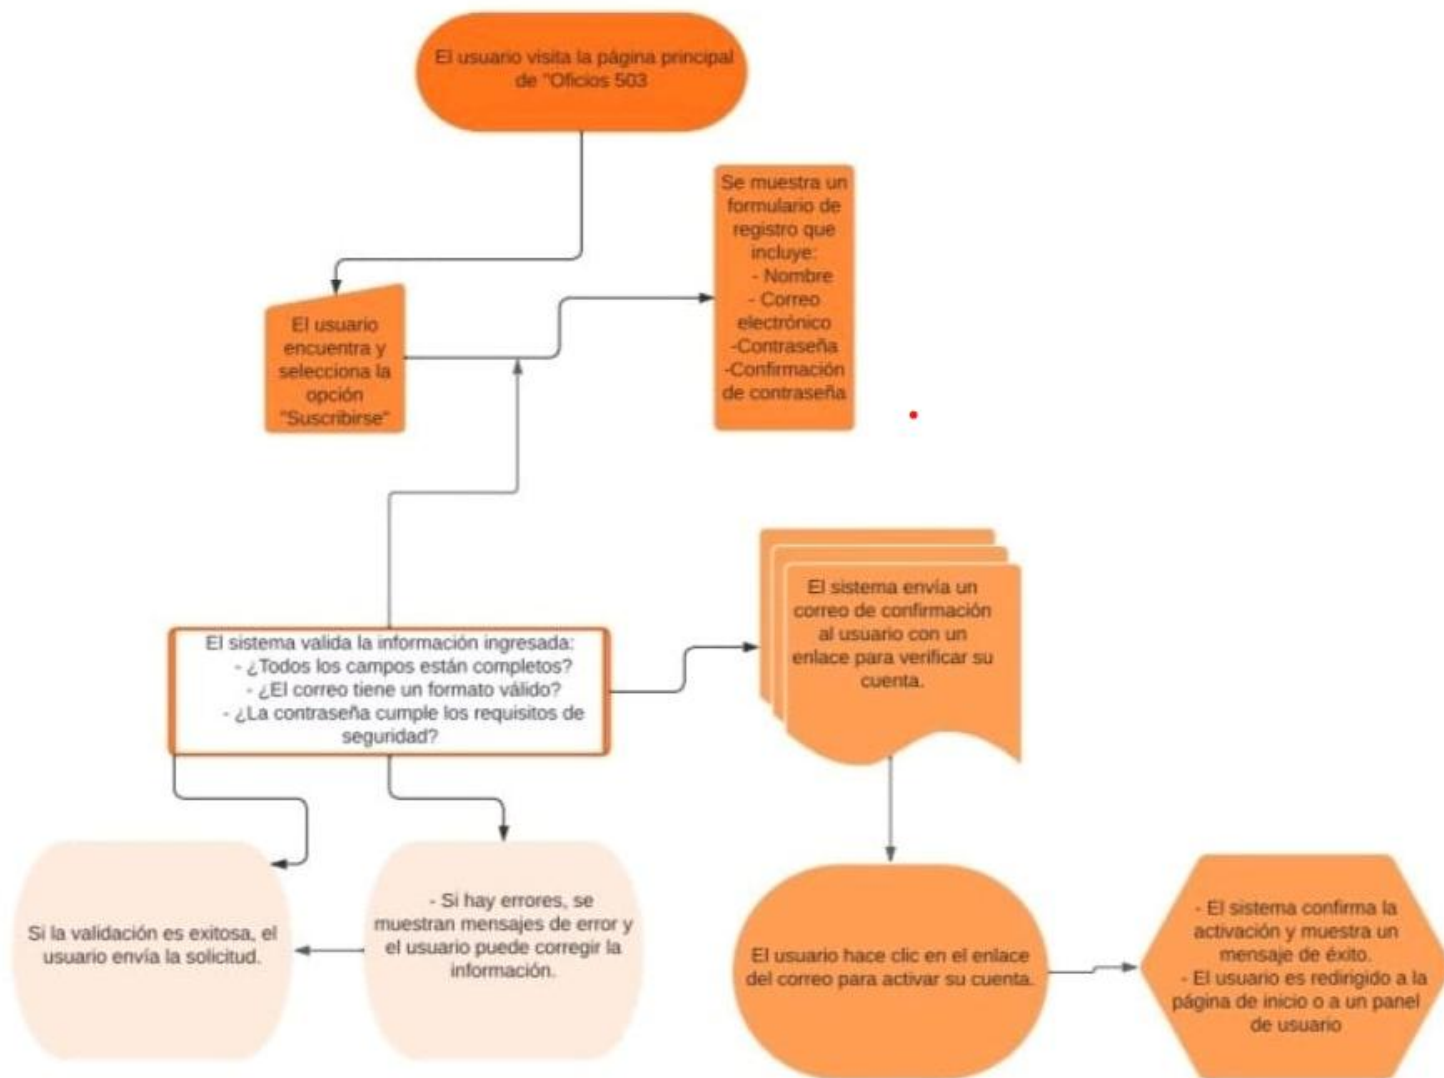 El usuario visita la página principal
de "Oficios 503
Se muestra un
formulario de
registro que
incluye:
- Nombre
- Correo
electrónico
-Contraseña
-Confirmación
de contraseña
El usuario
encuentra y
selecciona la
opción
"Suscribirse"
El sistema valida la información ingresada:
- ¿Todos los campos están completos?
- ¿El correo tiene un formato válido?
- ¿La contraseña cumple los requisitos de
seguridad?
El sistema envía un
correo de confirmación
al usuario con un
enlace para verificar su
cuenta.
Si la validación es exitosa, el
usuario envía la solicitud.
- Si hay errores, se
muestran mensajes de error y
el usuario puede corregir la
información.
El usuario hace clic en el enlace
del correo para activar su cuenta.
- El sistema confirma la
activación y muestra un
mensaje de éxito.
- El usuario es redirigido a la
página de inicio o a un panel
de usuario